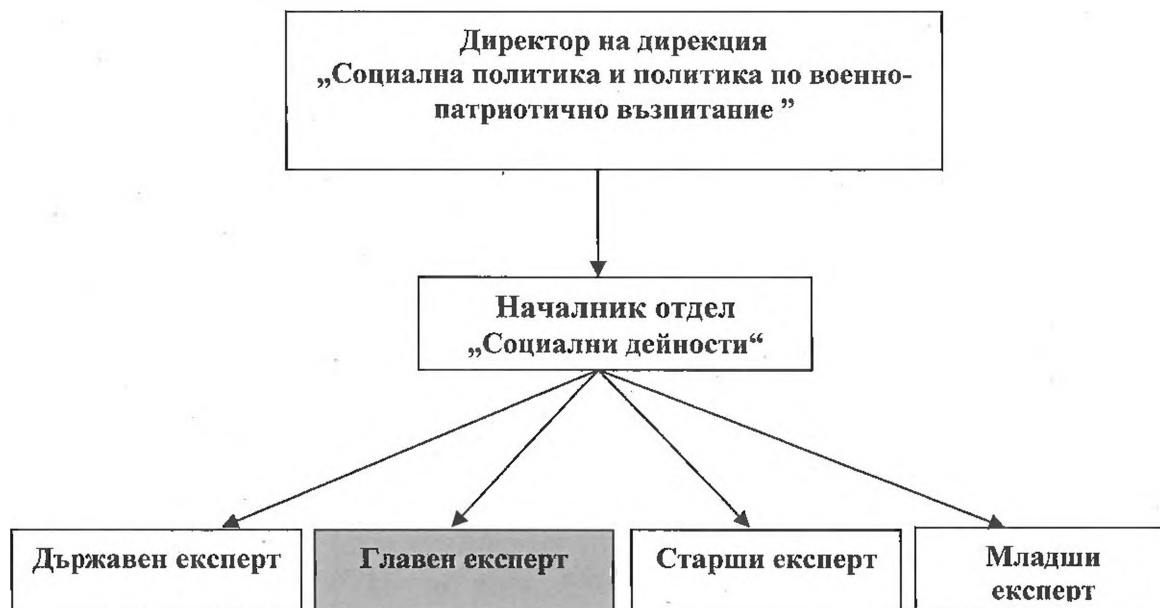 Директор на дирекция
„Социална политика и политика по военно-
патриотично възпитание ”
Началник отдел
„Социални дейности“
Държавен експерт
Главен експерт
Старши експерт
Младши
експерт